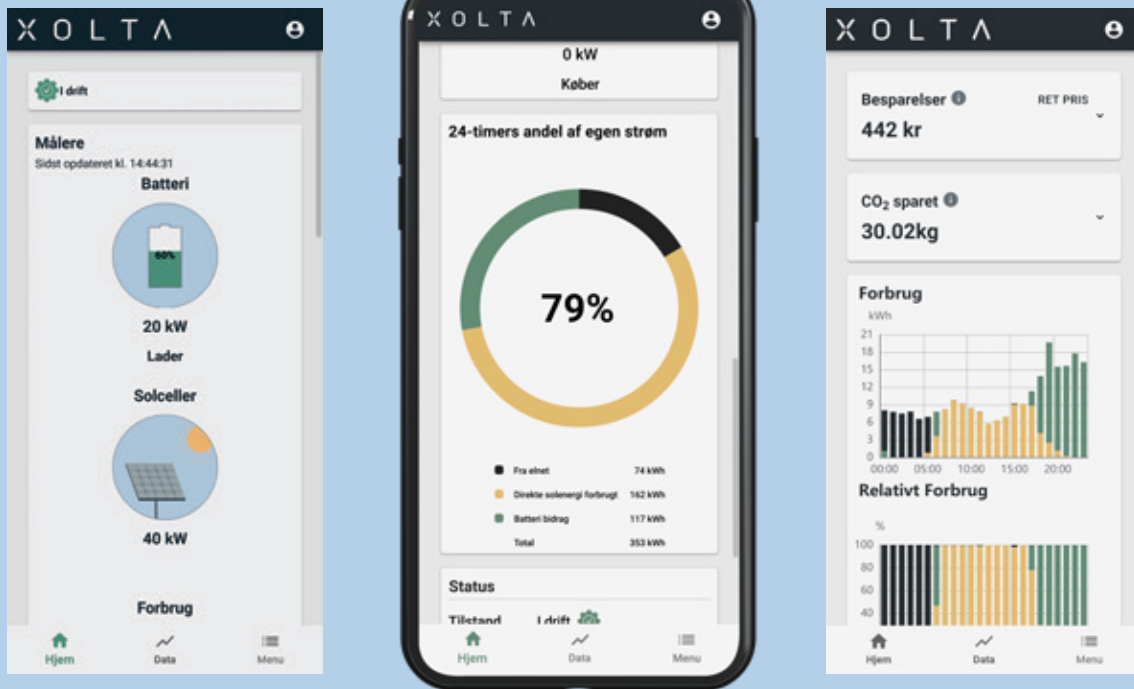 XOLTA
I drift
Målere
Sidst opdateret kl. 14:44:31
Batteri
60%
20 kW
Lader
Solceller
40 kW
Forbrug
Hjem
Data
Menu
XOLTA
0 kW
Køber
24-timers andel af egen strøm
79%
Fra elnet 74 kWh
Direkte solenergi forbrugt 162 kWh
Batteri bidrag 117 kWh
Total 353 kWh
Status
Tilstand I drift
Hjem
Data
Menu
XOLTA
Besparelser RET PRIS
442 kr
CO₂ sparet
30.02kg
Forbrug
kWh
21
18
15
12
9
6
3
0
00:00 05:00 10:00 15:00 20:00
Relativt Forbrug
%
100
80
60
40
Hjem
Data
Menu